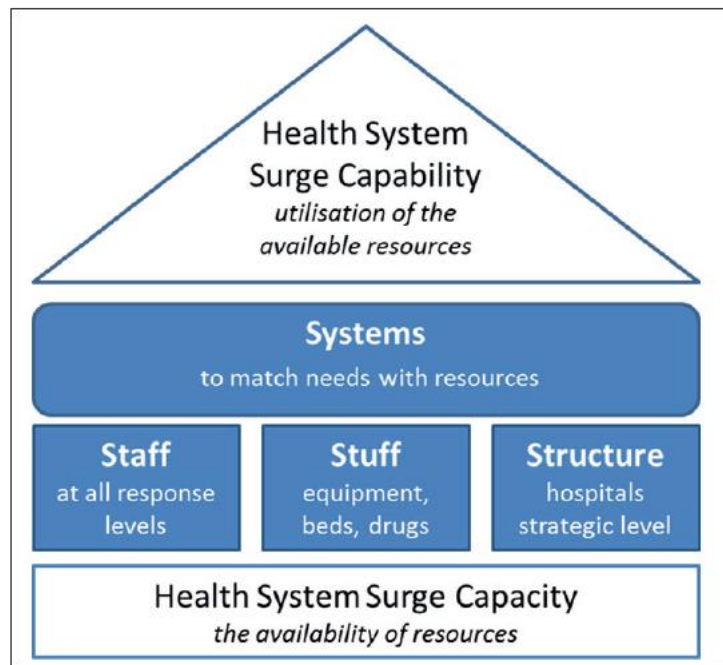 Health System
Surge Capability
utilisation of the
available resources
Systems
to match needs with resources
Staff
at all response
levels
Stuff
equipment,
beds, drugs
Structure
hospitals
strategic level
Health System Surge Capacity
the availability of resources